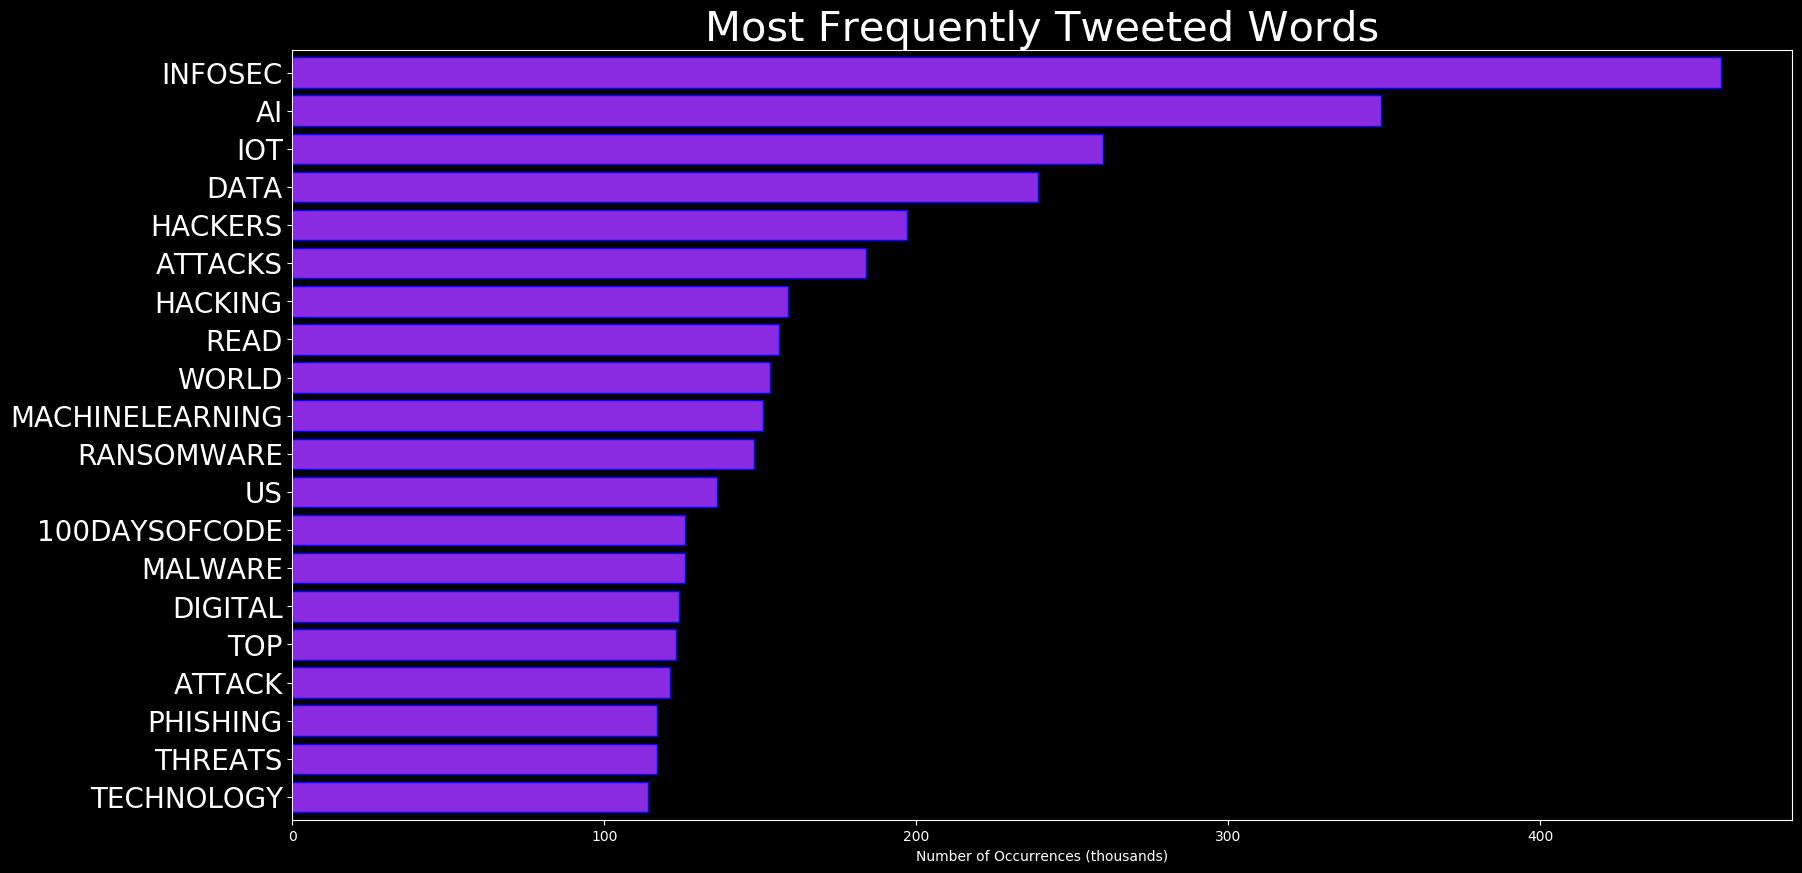 Most Frequently Tweeted Words
INFOSEC
AI
IOT
DATA
HACKERS
ATTACKS
HACKING
READ
WORLD
MACHINELEARNING
RANSOMWARE
US
100DAYSOFCODE
MALWARE
DIGITAL
TOP
ATTACK
PHISHING
THREATS
TECHNOLOGY
0 100 200 300 400
Number of Occurrences (thousands)